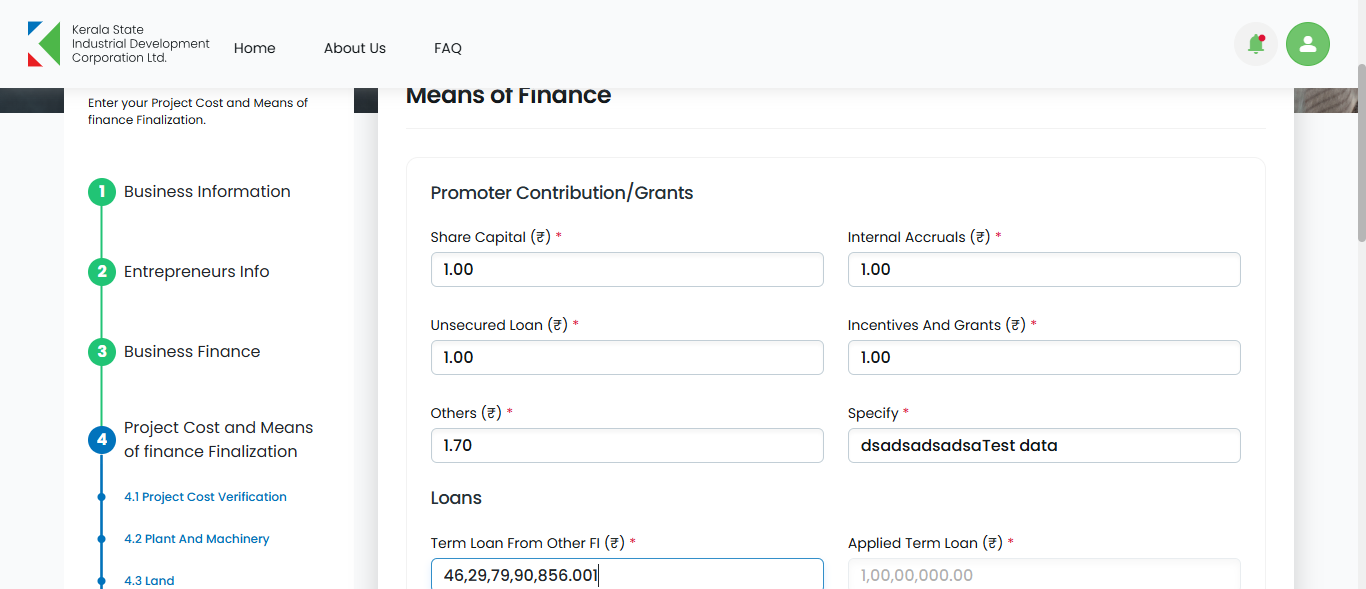 Kerala State
Industrial Development
Corporation Ltd.
Home
About Us
FAQ
Enter your Project Cost and Means of
finance Finalization.
1 Business Information
2 Entrepreneurs Info
3 Business Finance
4 Project Cost and Means
of finance Finalization
4.1 Project Cost Verification
4.2 Plant And Machinery
4.3 Land
Means of Finance
Promoter Contribution/Grants
Share Capital (₹) *
1.00
Internal Accruals (₹) *
1.00
Unsecured Loan (₹) *
1.00
Incentives And Grants (₹) *
1.00
Others (₹) *
1.70
Specify *
dsadsadsadsaTest data
Loans
Term Loan From Other FI (₹) *
46,29,79,90,856.001
Applied Term Loan (₹) *
1,00,00,000.00